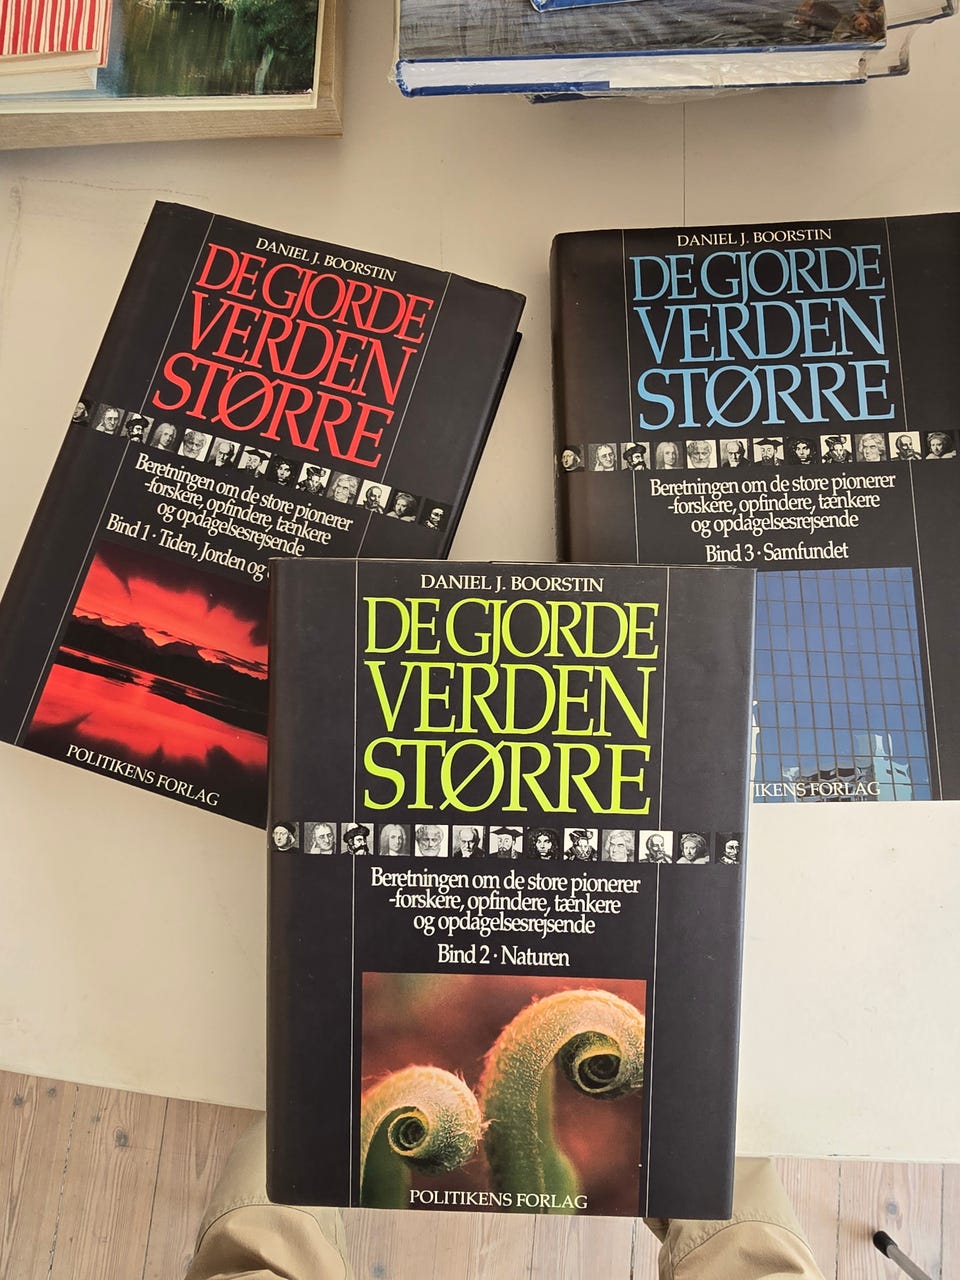 DANIEL J. BOORSTIN
DE GJORDE
VERDEN
STØRRE
Beretningen om de store pionerer
-forskere, opfindere, tænkere
og opdagelsesrejsende
Bind 1 · Tiden, Jorden og
POLITIKENS FORLAG
DANIEL J. BOORSTIN
DE GJORDE
VERDEN
STØRRE
Beretningen om de store pionerer
-forskere, opfindere, tænkere
og opdagelsesrejsende
Bind 3 · Samfundet
IKENS FORLAG
DANIEL J. BOORSTIN
DE GJORDE
VERDEN
STØRRE
Beretningen om de store pionerer
-forskere, opfindere, tænkere
og opdagelsesrejsende
Bind 2 · Naturen
POLITIKENS FORLAG